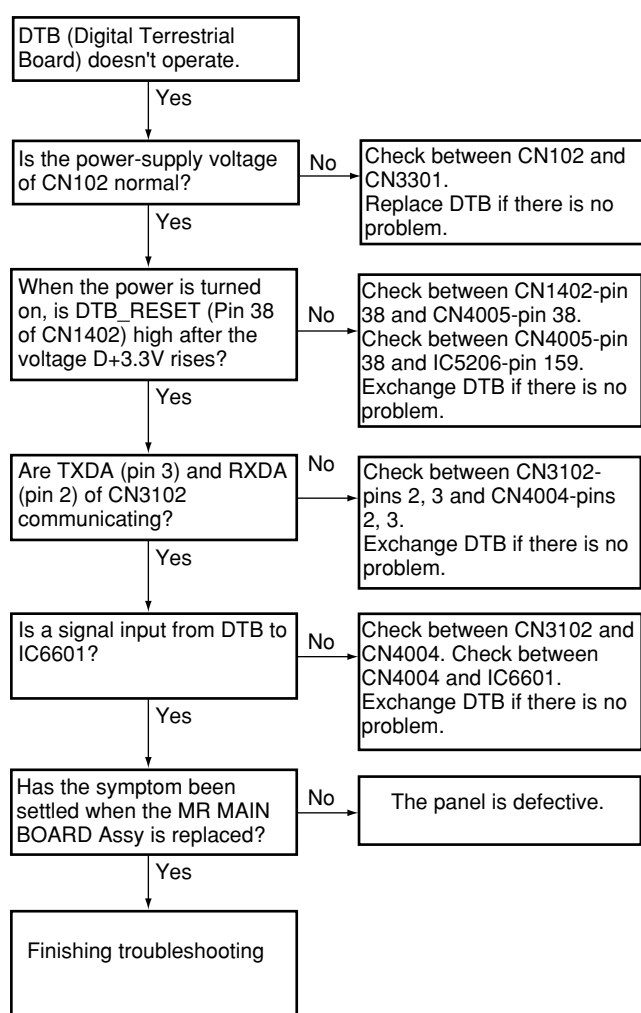 DTB (Digital Terrestrial
Board) doesn't operate.
Yes
Is the power-supply voltage
of CN102 normal?
No
Check between CN102 and
CN3301.
Replace DTB if there is no
problem.
Yes
When the power is turned
on, is DTB_RESET (Pin 38
of CN1402) high after the
voltage D+3.3V rises?
No
Check between CN1402-pin
38 and CN4005-pin 38.
Check between CN4005-pin
38 and IC5206-pin 159.
Exchange DTB if there is no
problem.
Yes
Are TXDA (pin 3) and RXDA
(pin 2) of CN3102
communicating?
No
Check between CN3102-
pins 2, 3 and CN4004-pins
2, 3.
Exchange DTB if there is no
problem.
Yes
Is a signal input from DTB to
IC6601?
No
Check between CN3102 and
CN4004. Check between
CN4004 and IC6601.
Exchange DTB if there is no
problem.
Yes
Has the symptom been
settled when the MR MAIN
BOARD Assy is replaced?
No
The panel is defective.
Yes
Finishing troubleshooting